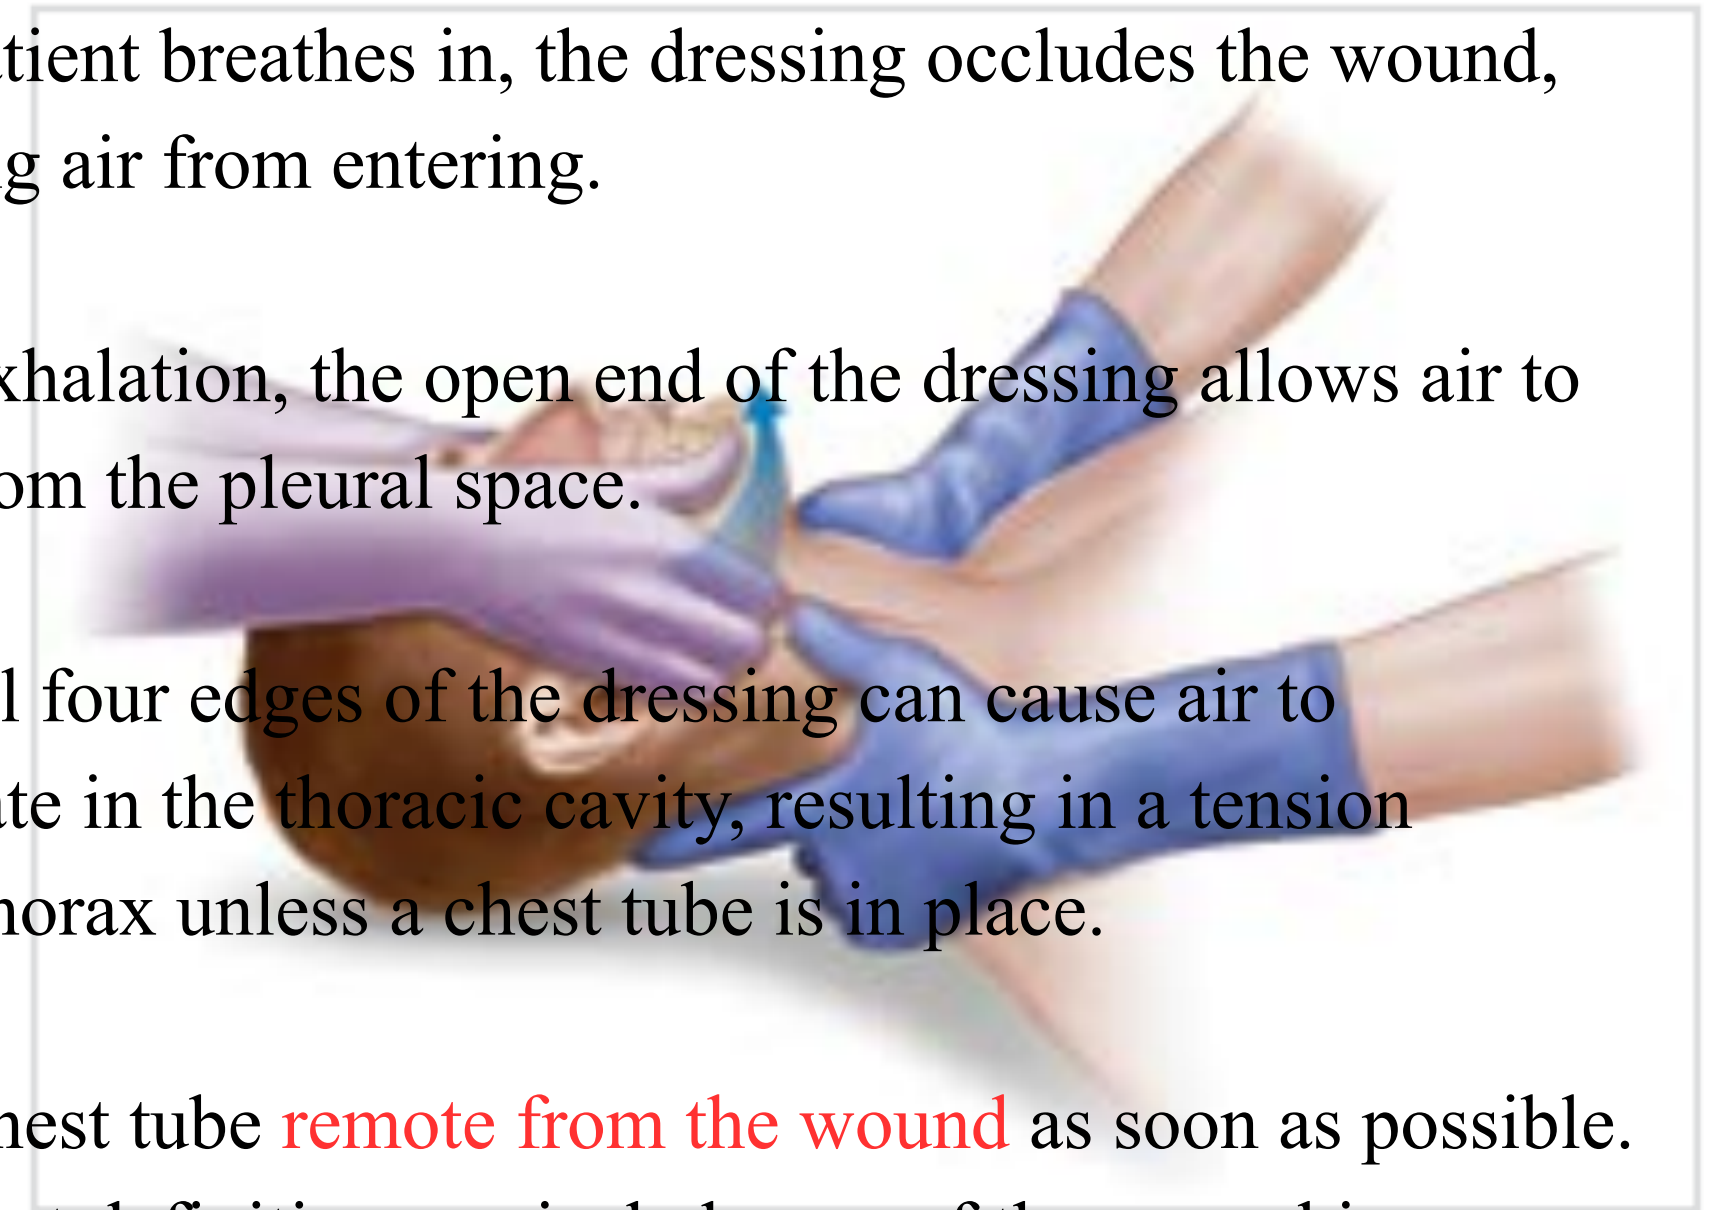 tient breathes in, the dressing occludes the wound,
g air from entering.
xhalation, the open end of the dressing allows air to
om the pleural space.
l four edges of the dressing can cause air to
te in the thoracic cavity, resulting in a tension
horax unless a chest tube is in place.
hest tube remote from the wound as soon as possible.